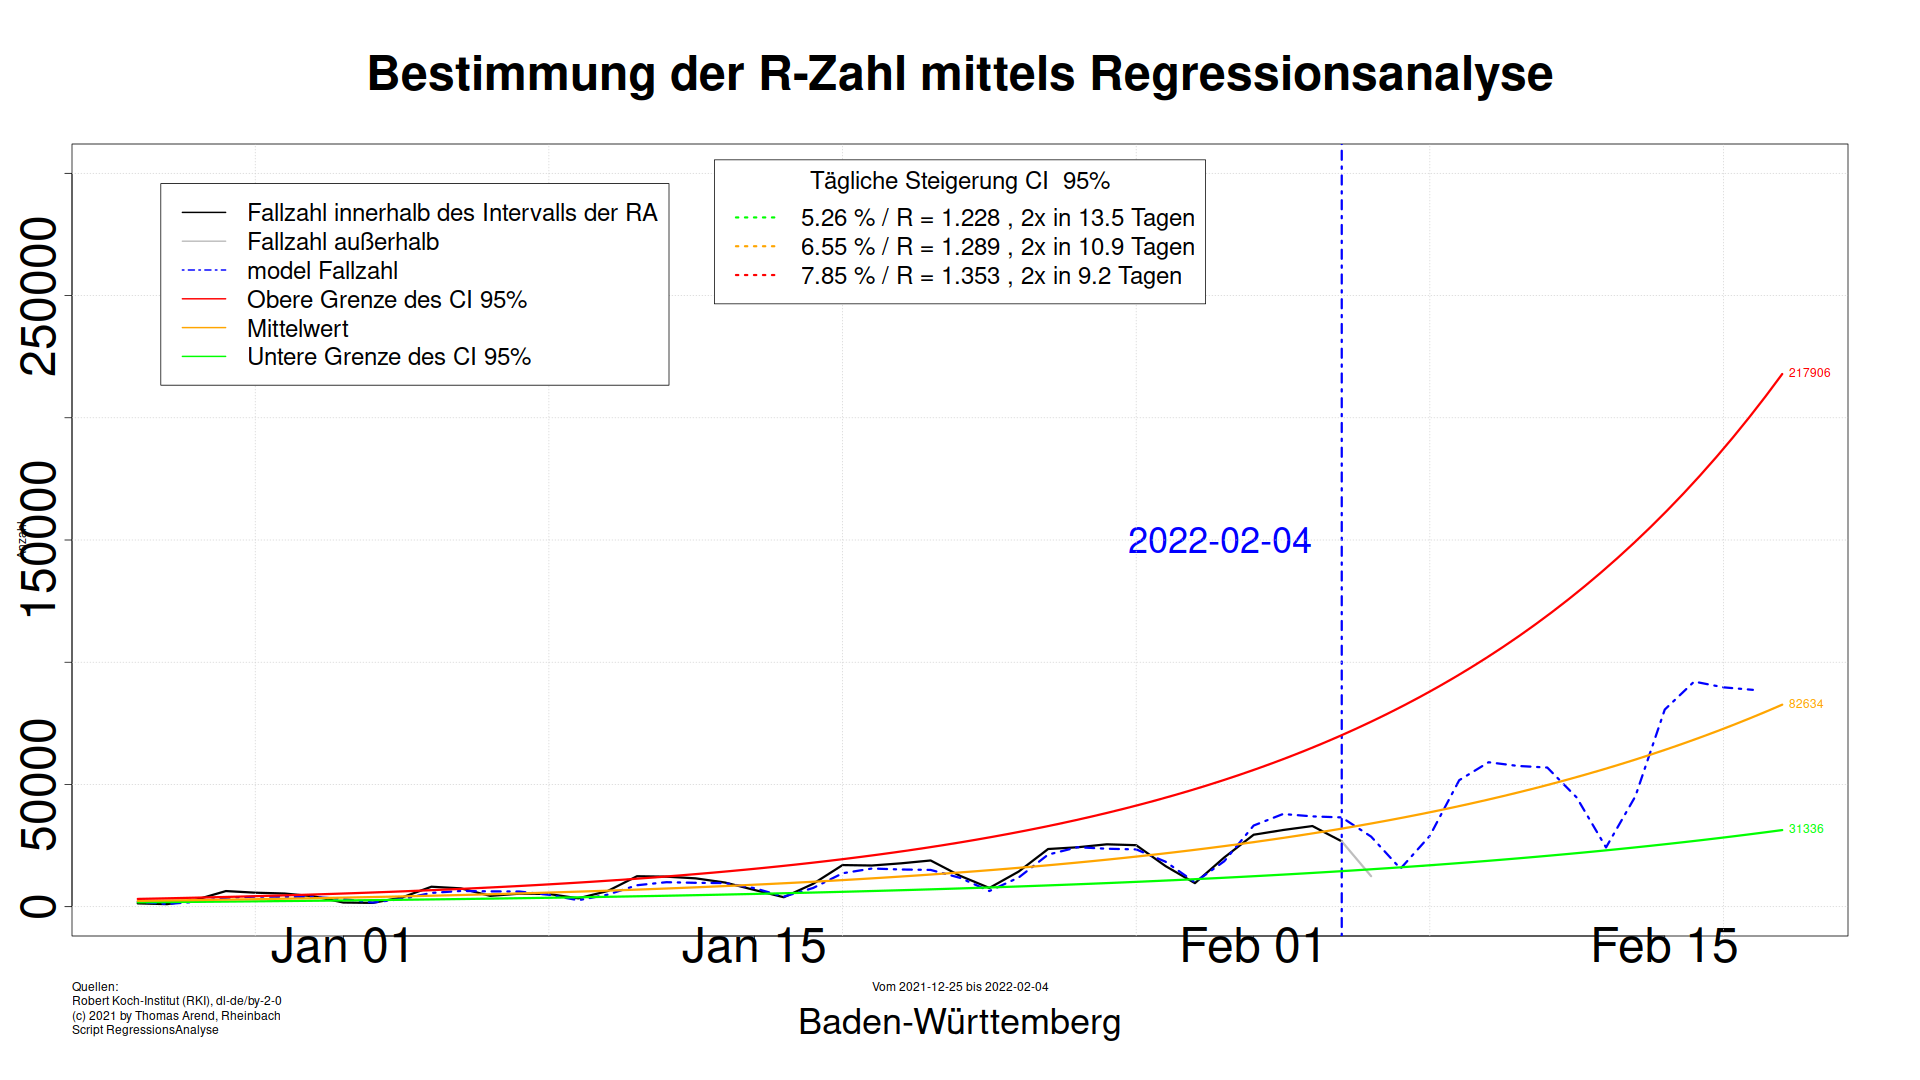 Bestimmung der R-Zahl mittels Regressionsanalyse
Fallzahl innerhalb des Intervalls der RA
Fallzahl außerhalb
model Fallzahl
Obere Grenze des CI 95%
Mittelwert
Untere Grenze des CI 95%
Tägliche Steigerung CI  95%
5.26 % / R = 1.228 , 2x in 13.5 Tagen
6.55 % / R = 1.289 , 2x in 10.9 Tagen
7.85 % / R = 1.353 , 2x in 9.2 Tagen
250000
150000
50000
0
Anzahl
2022-02-04
217906
82634
31336
Jan 01
Jan 15
Feb 01
Feb 15
Quellen:
Robert Koch-Institut (RKI), dl-de/by-2-0
(c) 2021 by Thomas Arend, Rheinbach
Script RegressionsAnalyse
Vom 2021-12-25 bis 2022-02-04
Baden-Württemberg